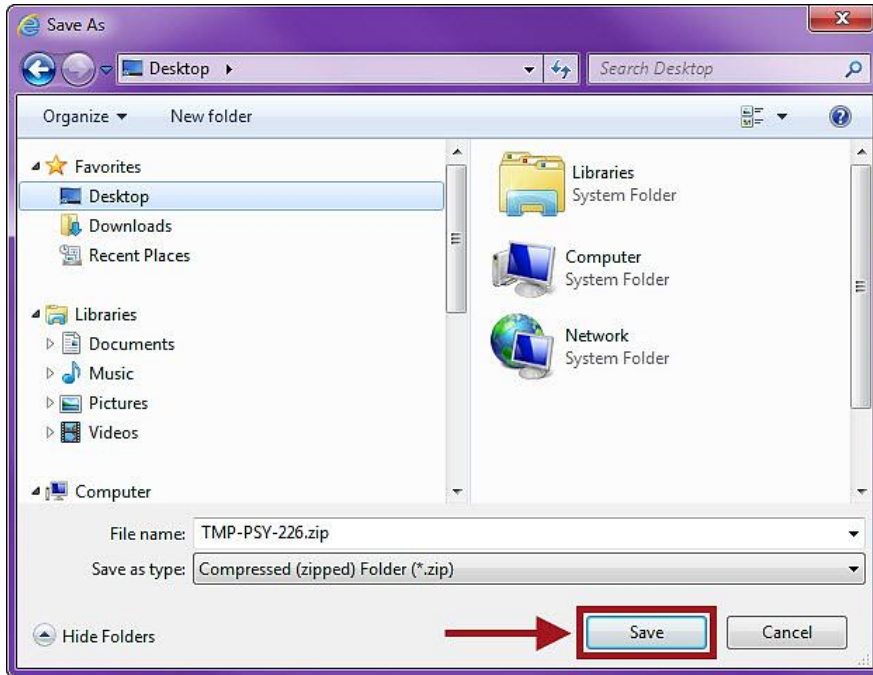 Save As
Desktop
Search Desktop
Organize
New folder
Favorites
Desktop
Downloads
Recent Places
Libraries
Documents
Music
Pictures
Videos
Computer
Libraries
System Folder
Computer
System Folder
Network
System Folder
File name: TMP-PSY-226.zip
Save as type: Compressed (zipped) Folder (*.zip)
Hide Folders
Save
Cancel